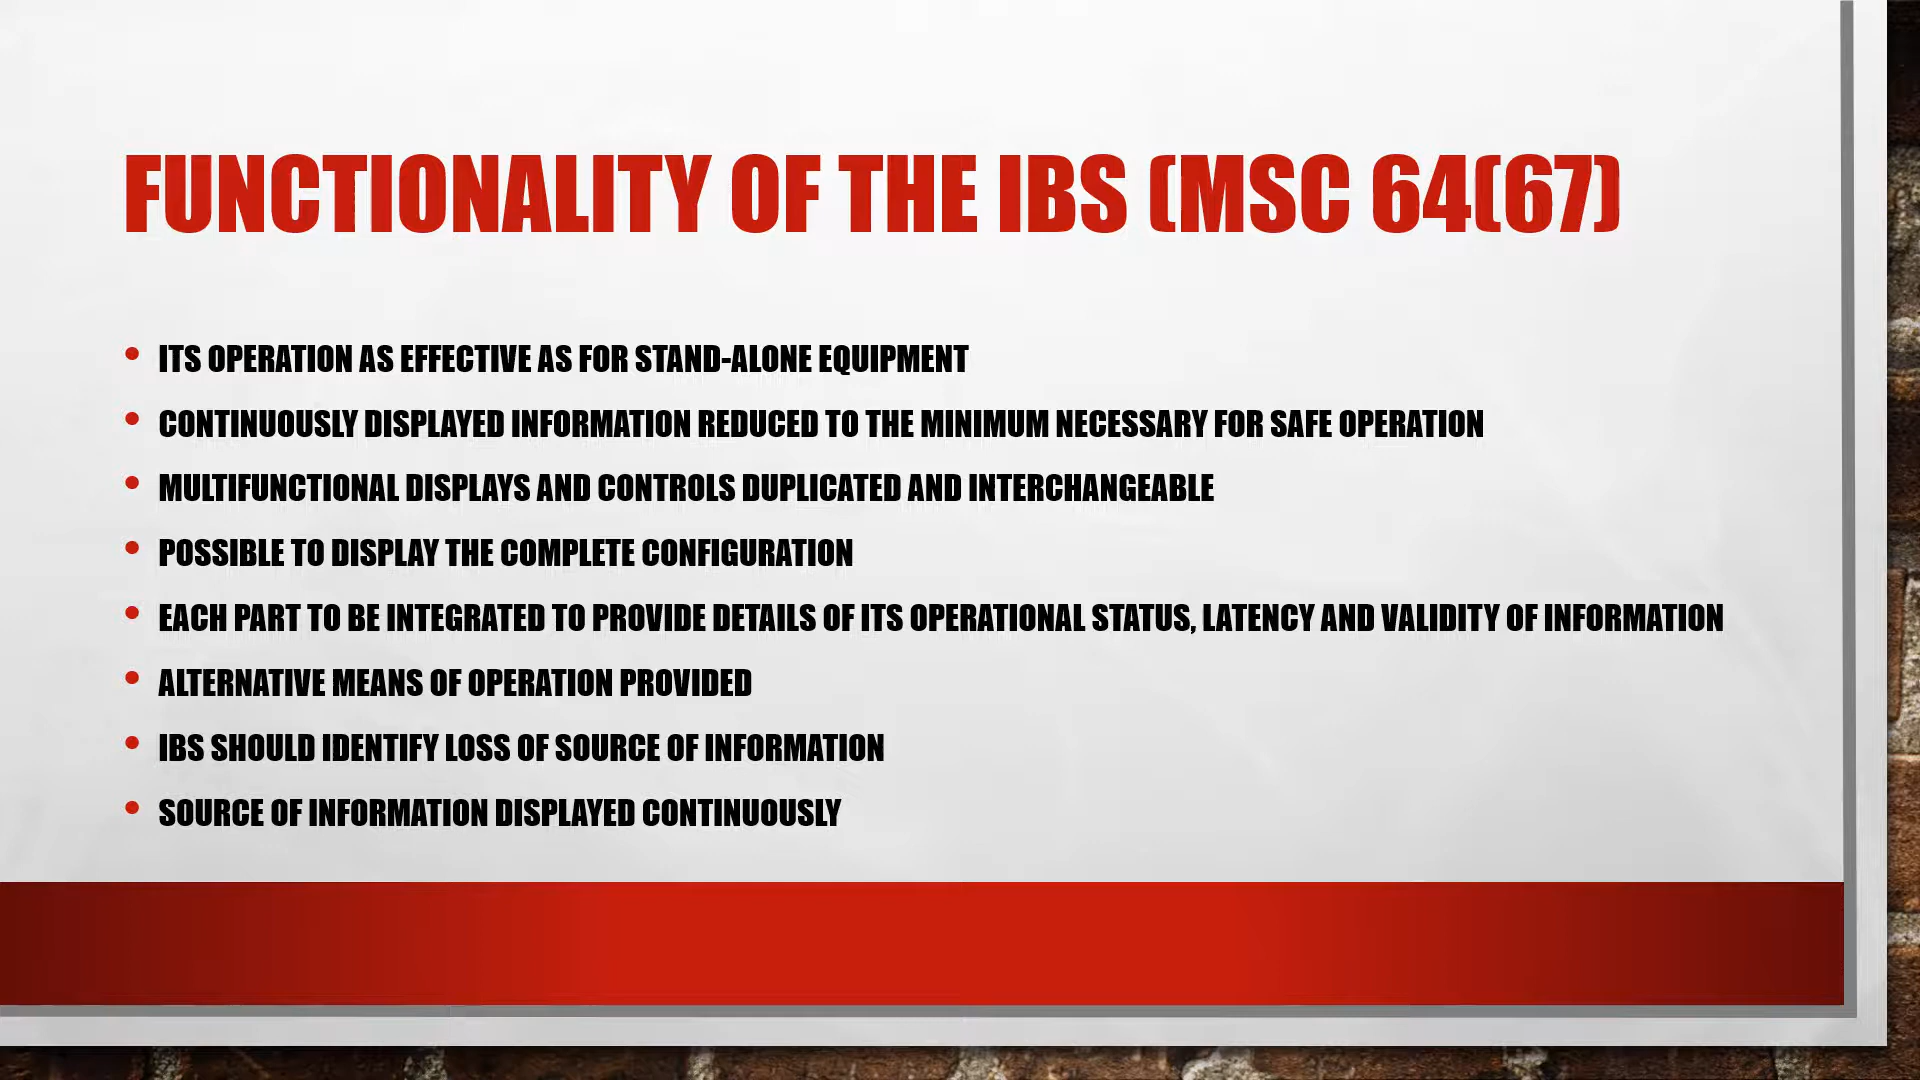 FUNCTIONALITY OF THE IBS (MSC 64(67)
• ITS OPERATION AS EFFECTIVE AS FOR STAND-ALONE EQUIPMENT
• CONTINUOUSLY DISPLAYED INFORMATION REDUCED TO THE MINIMUM NECESSARY FOR SAFE OPERATION
• MULTIFUNCTIONAL DISPLAYS AND CONTROLS DUPLICATED AND INTERCHANGEABLE
• POSSIBLE TO DISPLAY THE COMPLETE CONFIGURATION
• EACH PART TO BE INTEGRATED TO PROVIDE DETAILS OF ITS OPERATIONAL STATUS, LATENCY AND VALIDITY OF INFORMATION
• ALTERNATIVE MEANS OF OPERATION PROVIDED
• IBS SHOULD IDENTIFY LOSS OF SOURCE OF INFORMATION
• SOURCE OF INFORMATION DISPLAYED CONTINUOUSLY